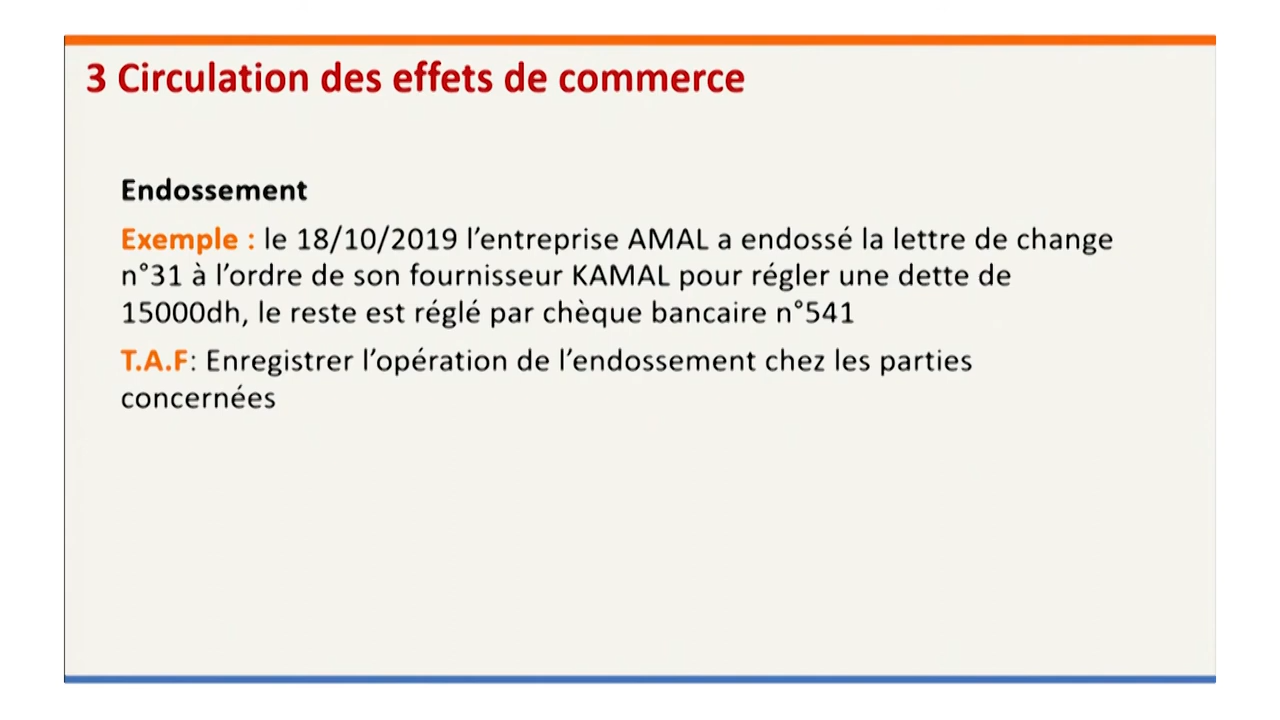 3 Circulation des effets de commerce
Endossement
Exemple : le 18/10/2019 l'entreprise AMAL a endossé la lettre de change
n°31 à l'ordre de son fournisseur KAMAL pour régler une dette de
15000dh, le reste est réglé par chèque bancaire n°541
T.A.F: Enregistrer l'opération de l'endossement chez les parties
concernées